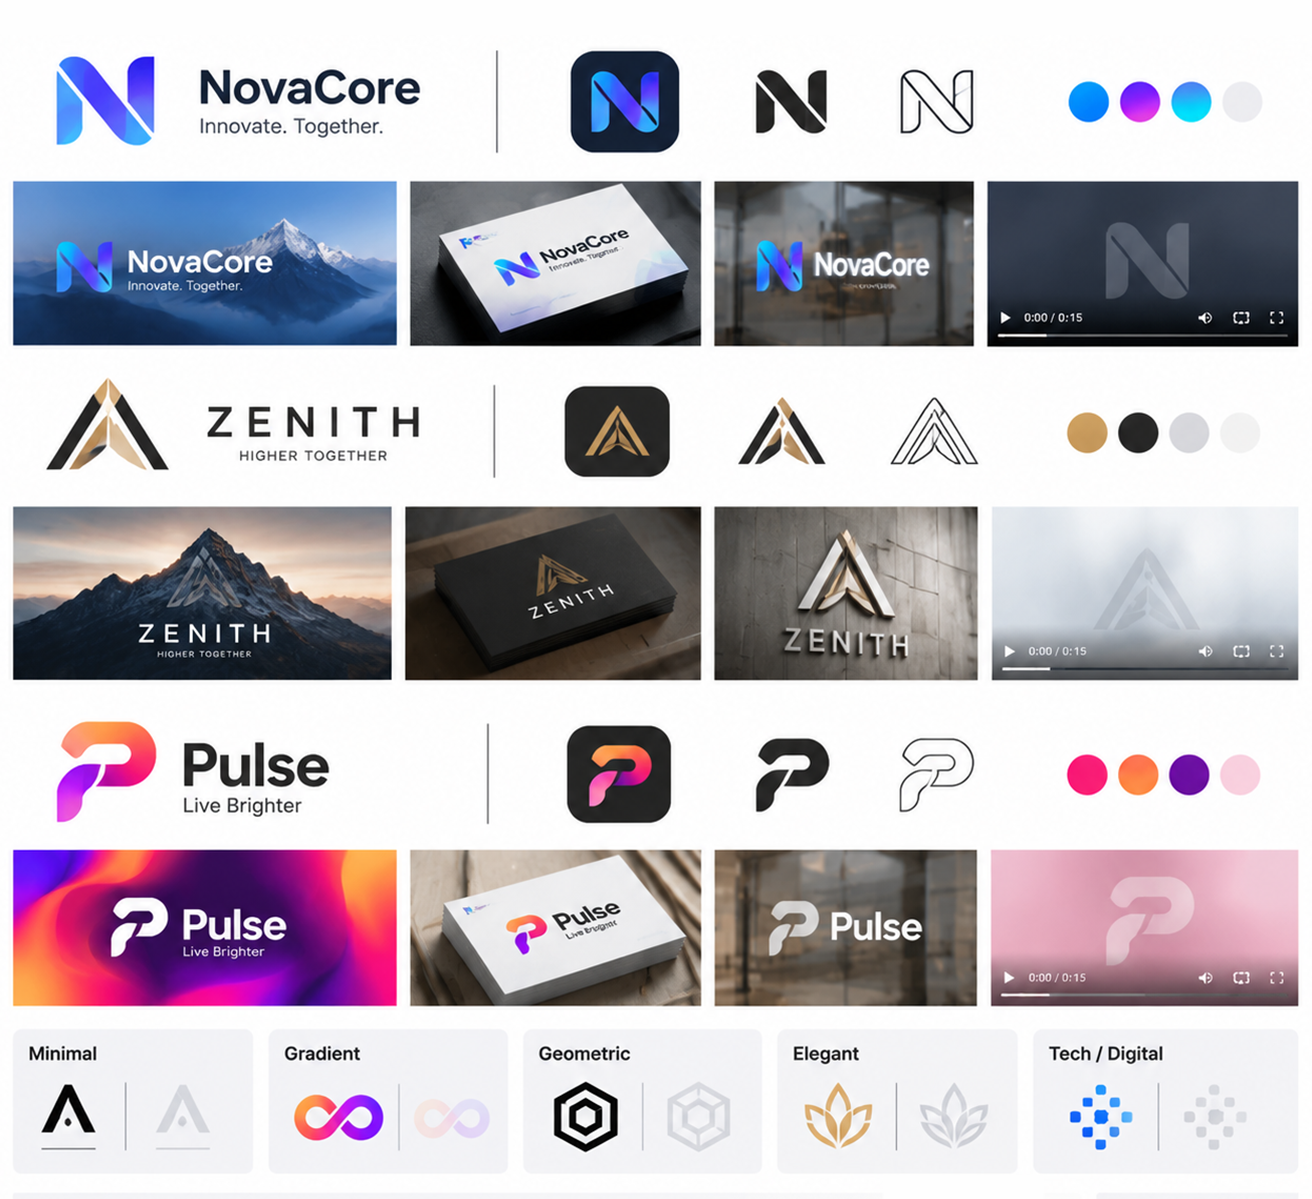 NovaCore
Innovate. Together.
NovaCore
Innovate. Together.
NovaCore
Innovate. Together.
NovaCore
0:00 / 0:15
ZENITH
HIGHER TOGETHER
ZENITH
HIGHER TOGETHER
ZENITH
ZENITH
0:00 / 0:15
Pulse
Live Brighter
Pulse
Live Brighter
Pulse
Live Brighter
Pulse
0:00 / 0:15
Minimal
Gradient
Geometric
Elegant
Tech / Digital